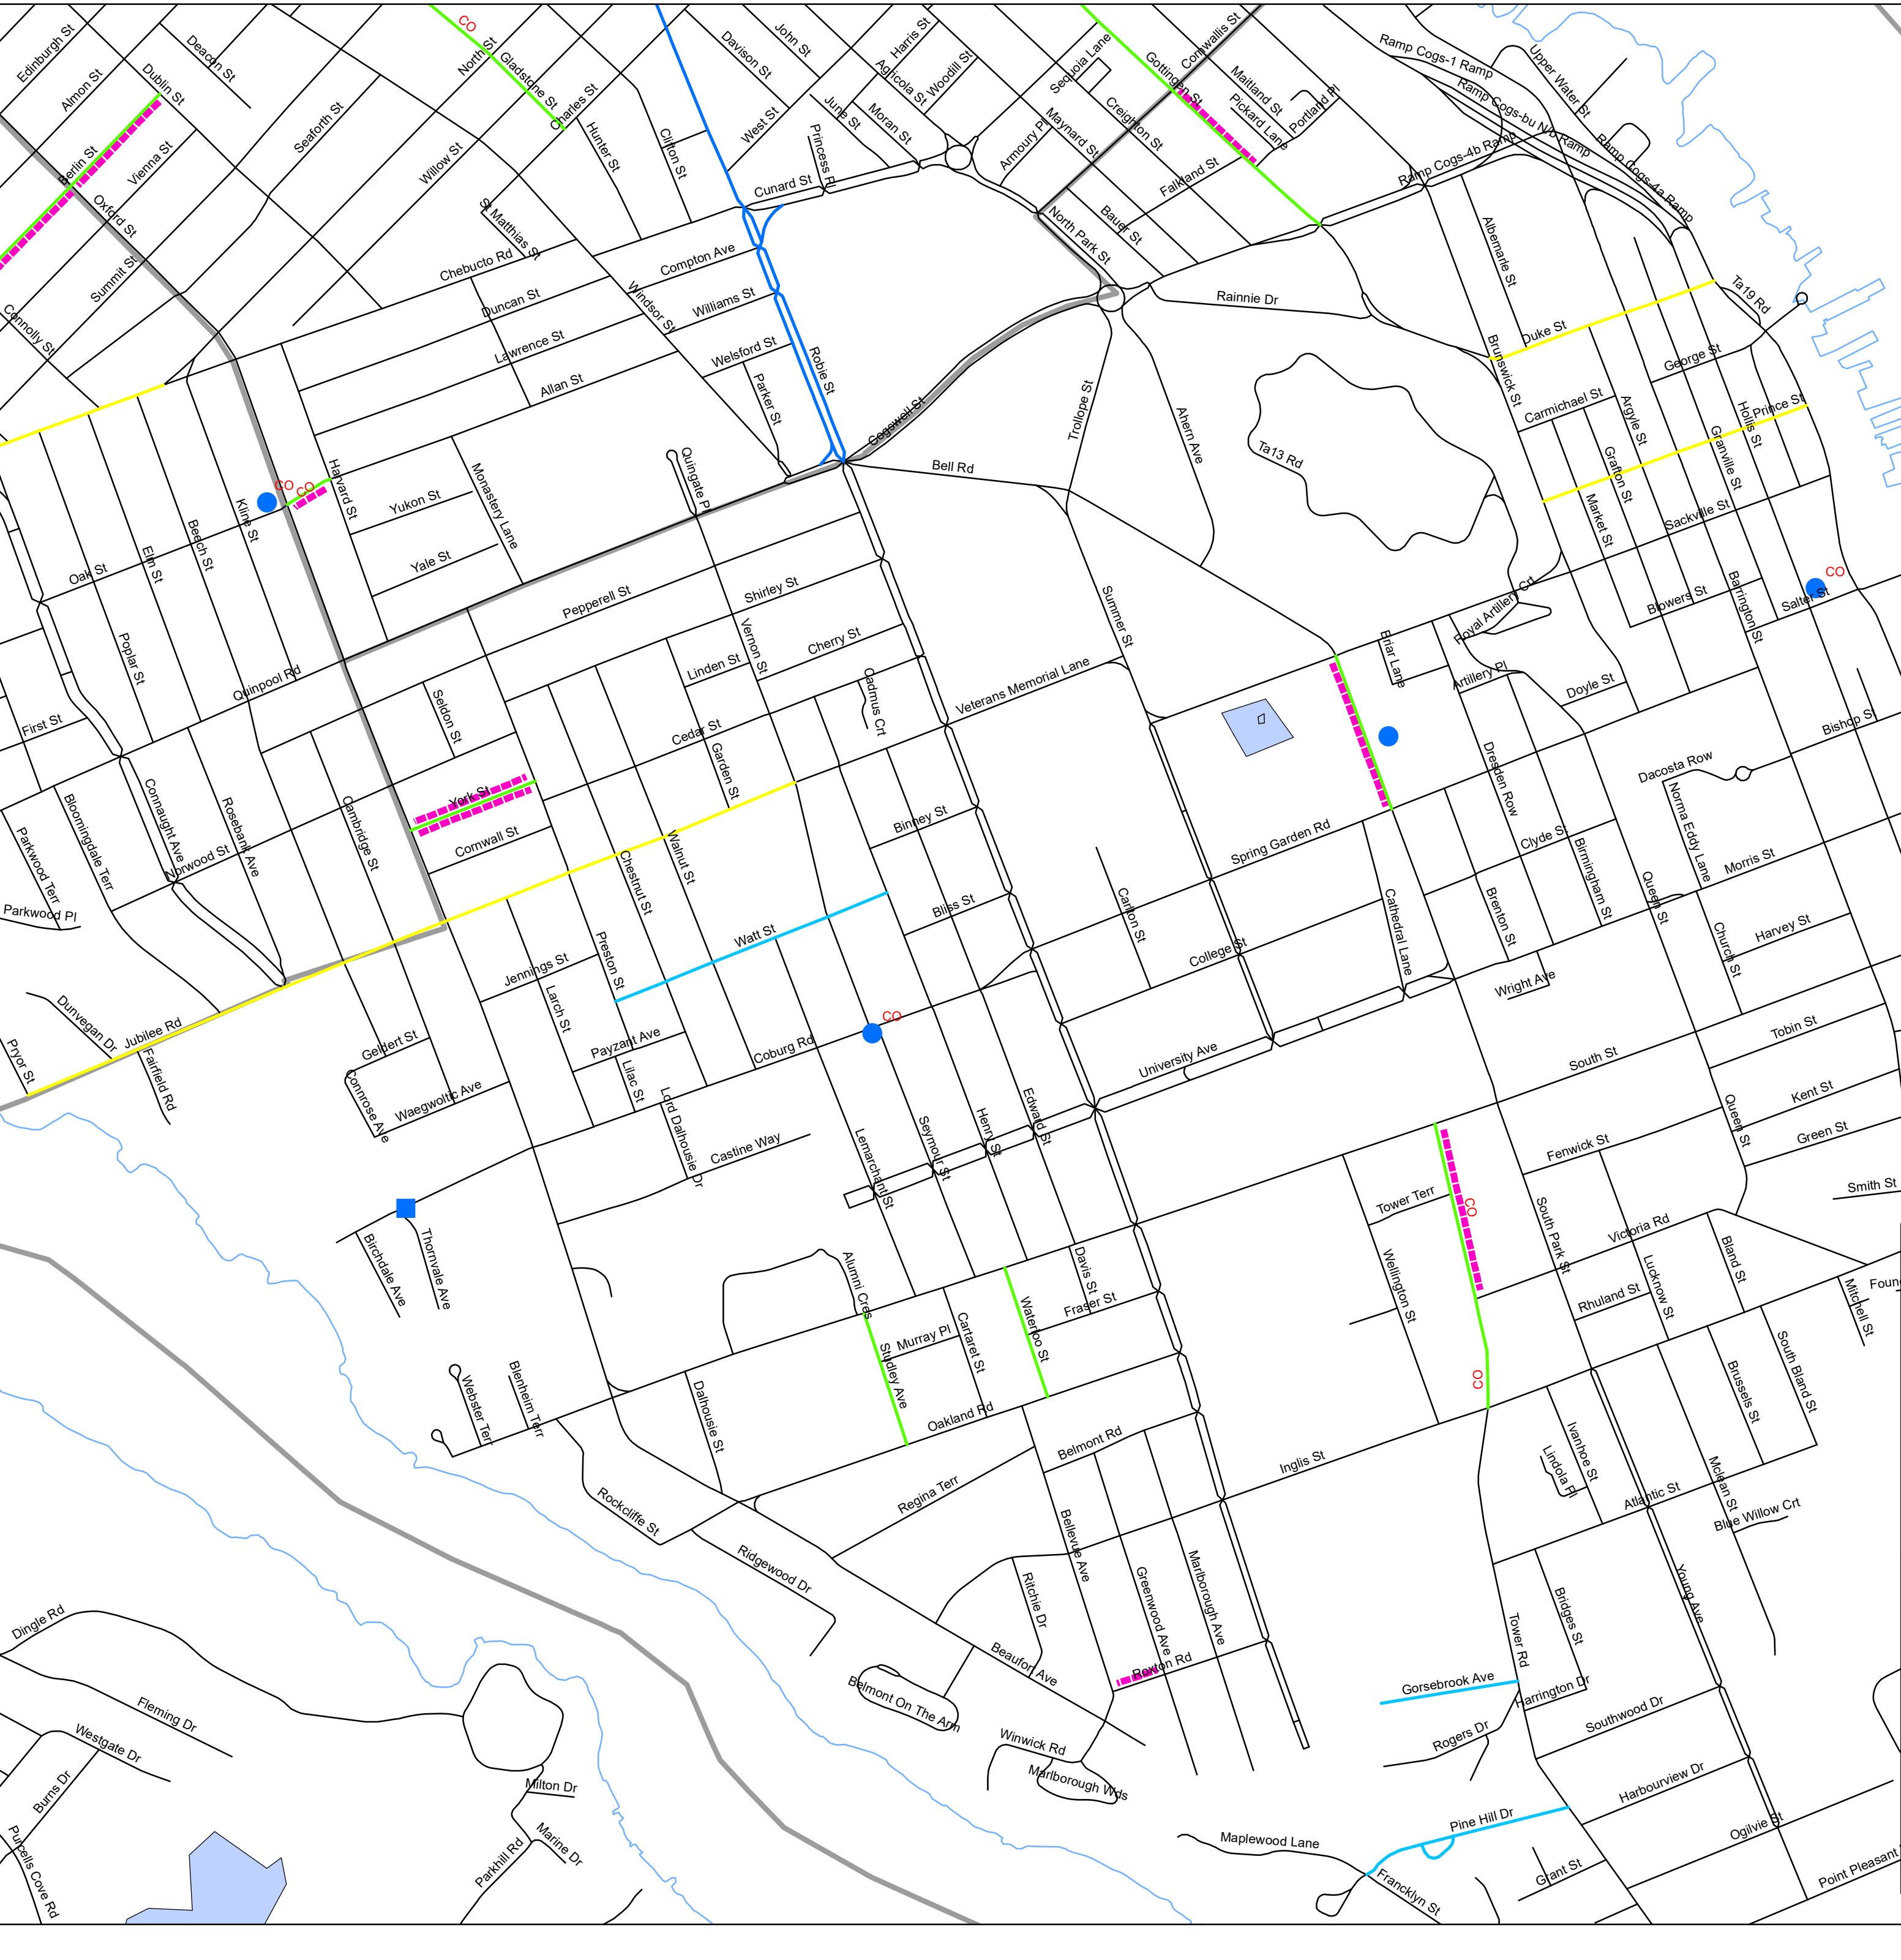 Edinburgh St
Almon St
Deacon St
Dublin St
CO
North St
Gladstone St
Charles St
Davison St
John St
Harris St
Agricola St
Woodill St
Sequoia Lane
Gottingen St
Cornwallis St
Maitland St
Pickard Lane
Portland Pl
Ramp Cogs-1 Ramp
Upper Water St
Ramp Cogs-bu N/b Ramp
Ramp Cogs-4a Ramp
Ramp Cogs-4b Ramp
Berlin St
Vienna St
Seaforth St
Willow St
Hunter St
Clifton St
West St
June St
Moran St
Princess Pl
Cunard St
Armoury Pl
Maynard St
Creighton St
Falkland St
Bauer St
North Park St
Oxford St
Summit St
Connolly St
St Mathias St
Chebucto Rd
Compton Ave
Duncan St
Windsor St
Williams St
Lawrence St
Welsford St
Allan St
Parker St
Robie St
Cogswell St
Rainnie Dr
Albemarle St
Brunswick St
Duke St
Ta19 Rd
George St
Carmichael St
Argyle St
Hollis St
Prince St
Trollope St
Ahern Ave
Ta13 Rd
Bell Rd
Quingate Pl
Monastery Lane
Harvard St
CO
CO
Yukon St
Yale St
Kline St
Beech St
Elm St
Oak St
Grafton St
Granville St
Market St
Sackville St
Pepperell St
Shirley St
Cherry St
Vernon St
Linden St
Summer St
Royal Artillery Crt
Blowers St
Barrington St
CO
Salter St
Briar Lane
Artillery Pl
Doyle St
Poplar St
Quinpool Rd
First St
Seldon St
Cedar St
Garden St
Cadmus Crt
Veterans Memorial Lane
Bishop St
Dacosta Row
Dresden Row
Norma Eddy Lane
York St
Cornwall St
Connaught Ave
Rosebank Ave
Cambridge St
Bloomingdale Terr
Parkwood Terr
Parkwood Pl
Norwood St
Walnut St
Chestnut St
Binney St
Bliss St
Spring Garden Rd
Clyde St
Birmingham St
Morris St
Queen St
Brenton St
Cathedral Lane
Carlton St
College St
Church St
Harvey St
Wright Ave
Watt St
Preston St
Jennings St
Larch St
CO
Coburg Rd
Payzant Ave
Lilac St
Dunvegan Dr
Jubilee Rd
Pryor St
Fairfield Rd
Geldert St
Conrose Ave
Waegwoltic Ave
Lord Dalhousie Dr
Castine Way
Lemarchant St
Seymour St
Henry St
Edward St
University Ave
South St
Tobin St
Kent St
Queen St
Green St
Fenwick St
Smith St
Tower Terr
CO
South Park St
Victoria Rd
Wellington St
Lucknow St
Bland St
Rhuland St
Mitchell St
Thornvale Ave
Birchdale Ave
Alumni Cres
Davis St
Fraser St
Waterloo St
Murray Pl
Cartaret St
Studley Ave
Oakland Rd
CO
Brussels St
South Bland St
Webster Terr
Blenheim Terr
Dalhousie St
Belmont Rd
Inglis St
Ivanhoe St
Lindola Pl
Mclean St
Atlantic St
Blue Willow Crt
Regina Terr
Rockcliffe St
Ridgewood Dr
Bellevue Ave
Ritchie Dr
Greenwood Ave
Marlborough Ave
Roxton Rd
Beaufort Ave
Belmont On The Arm
Winwick Rd
Marlborough Wds
Young Ave
Bridges St
Tower Rd
Gorsebrook Ave
Harrington Dr
Southwood Dr
Rogers Dr
Harbourview Dr
Pine Hill Dr
Ogilvie St
Maplewood Lane
Francklyn St
Grant St
Point Pleasant
Dingle Rd
Fleming Dr
Westgate Dr
Burns Dr
Purcells Cove Rd
Milton Dr
Marine Dr
Parkhill Rd